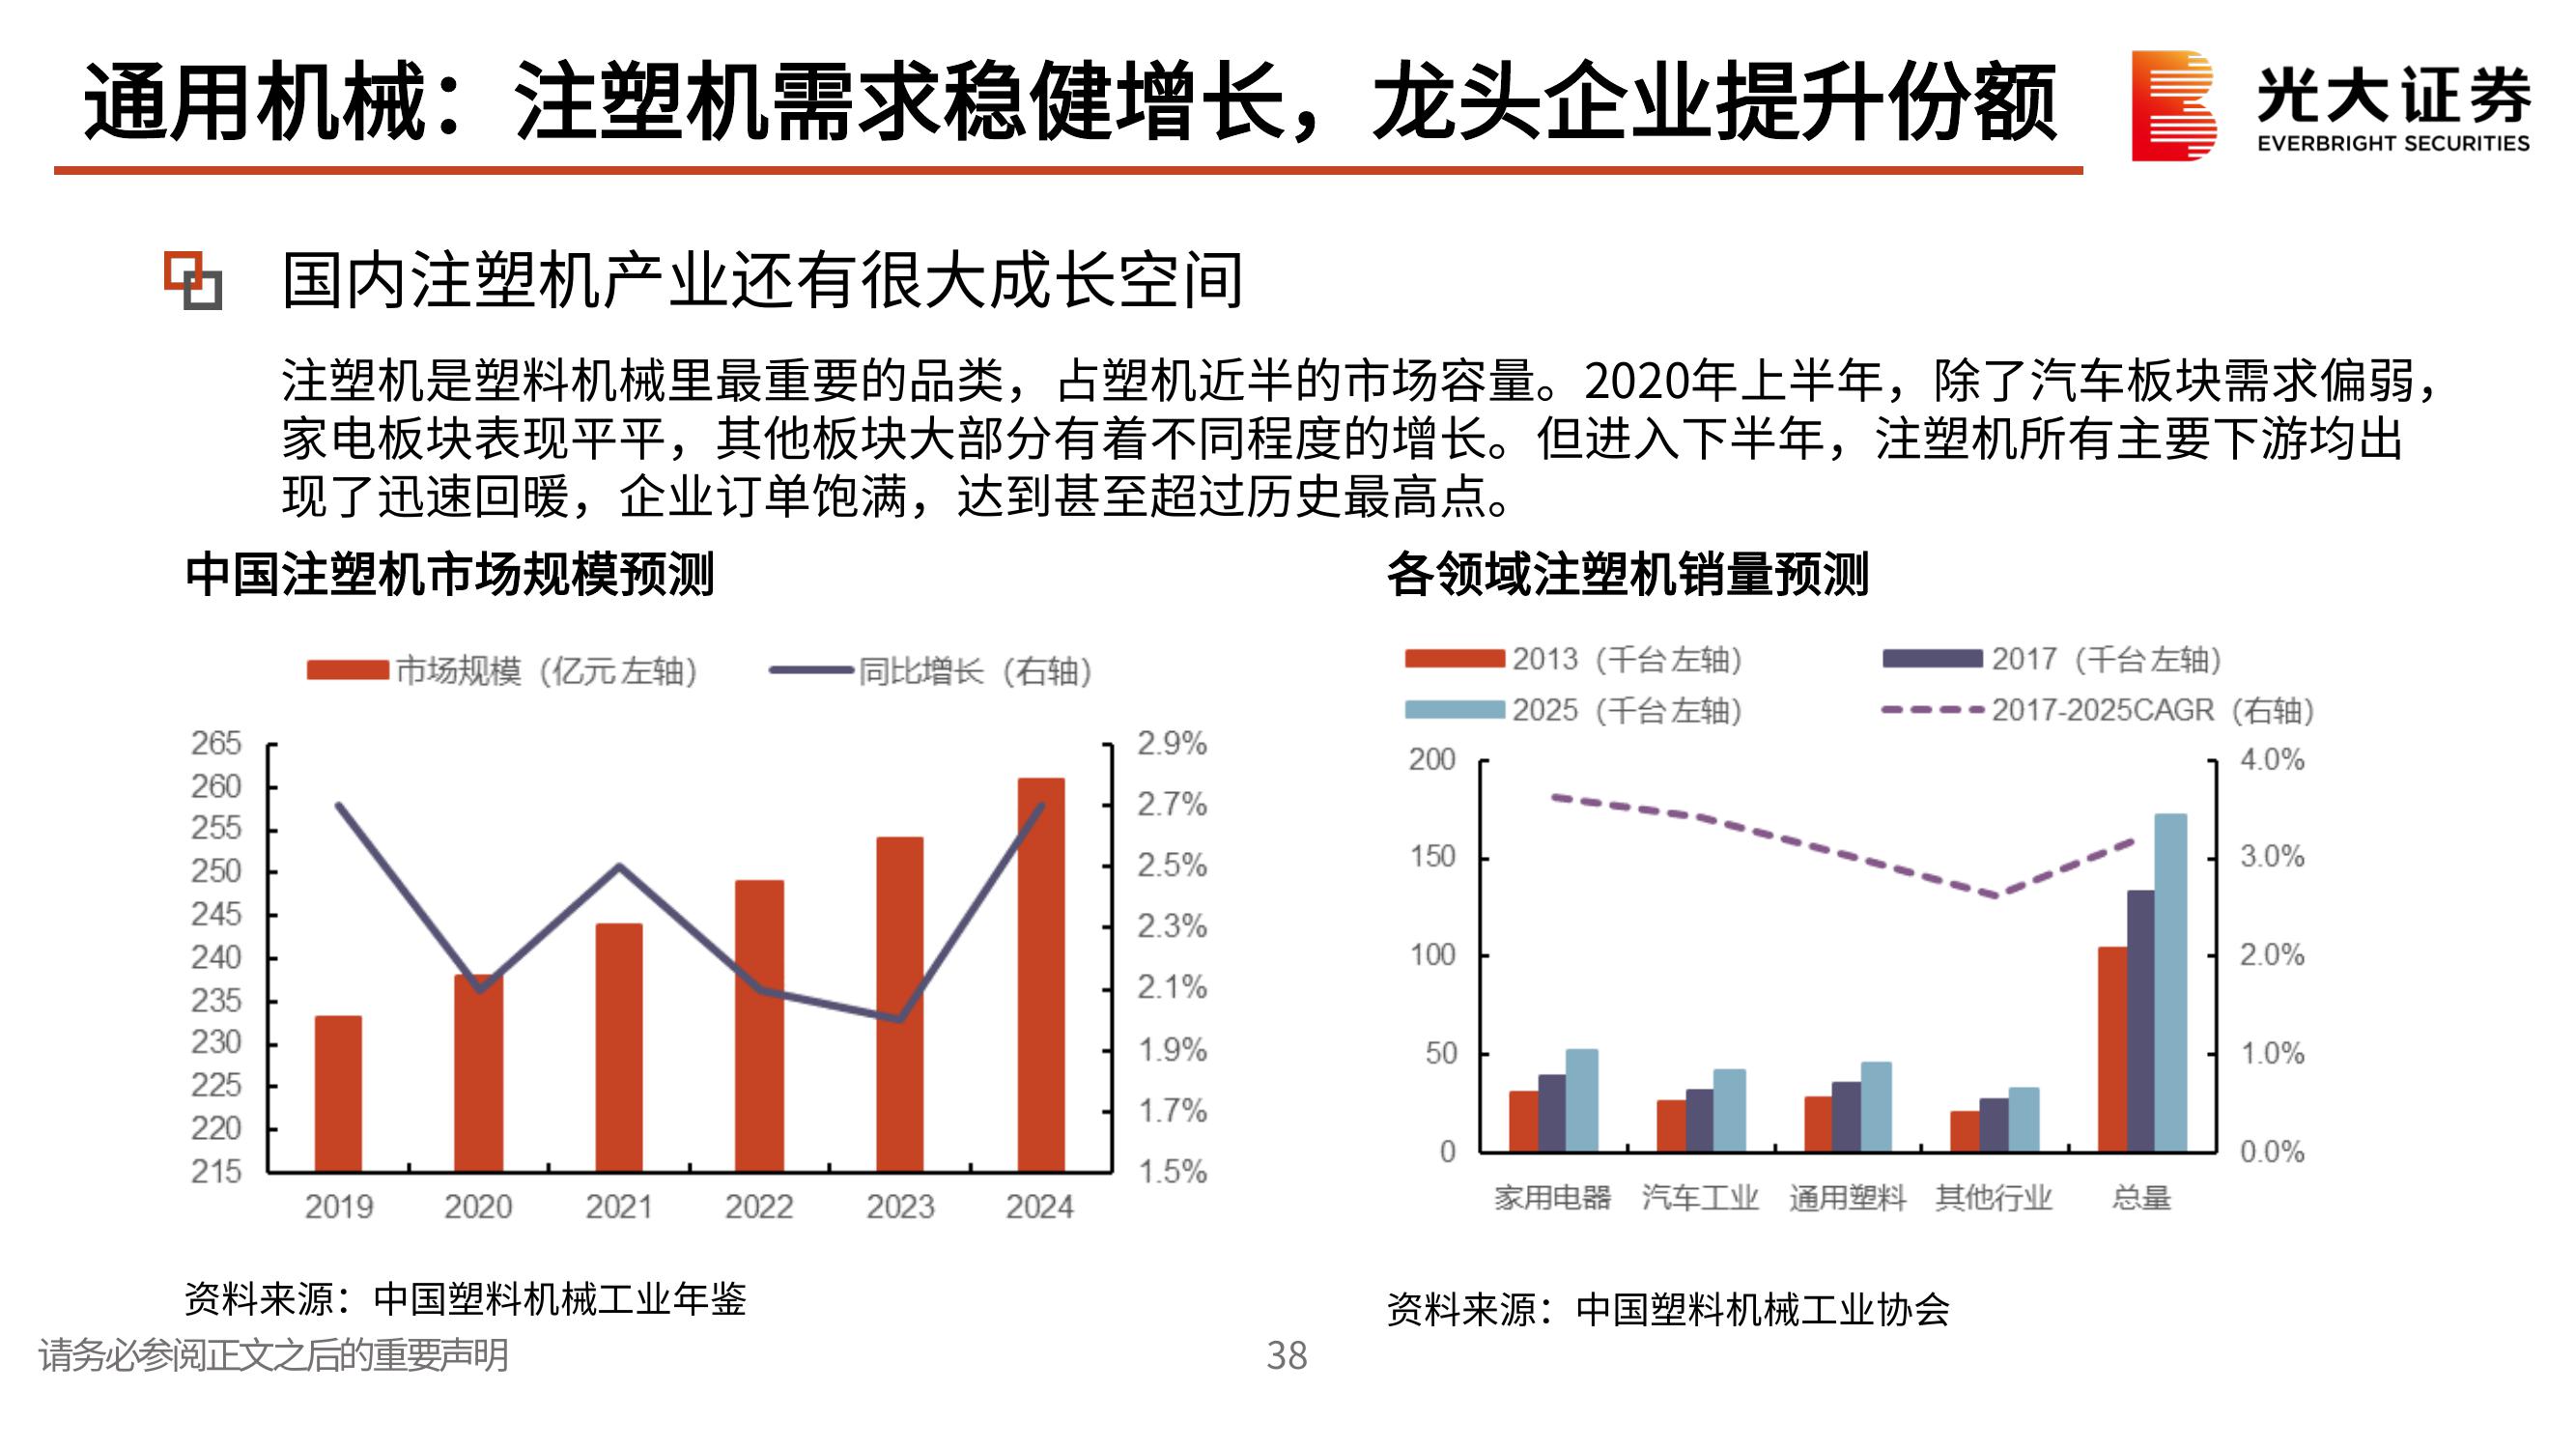 通用机械：注塑机需求稳健增长，龙头企业提升份额
光大证券
EVERBRIGHT SECURITIES
国内注塑机产业还有很大成长空间
注塑机是塑料机械里最重要的品类，占塑机近半的市场容量。2020年上半年，除了汽车板块需求偏弱，
家电板块表现平平，其他板块大部分有着不同程度的增长。但进入下半年，注塑机所有主要下游均出
现了迅速回暖，企业订单饱满，达到甚至超过历史最高点。
中国注塑机市场规模预测
市场规模（亿元 左轴）
同比增长（右轴）
265
260
255
250
245
240
235
230
225
220
215
2.9%
2.7%
2.5%
2.3%
2.1%
1.9%
1.7%
1.5%
2019
2020
2021
2022
2023
2024
资料来源：中国塑料机械工业年鉴
各领域注塑机销量预测
2013（千台 左轴）
2017（千台 左轴）
2025（千台 左轴）
2017-2025CAGR（右轴）
200
150
100
50
0
4.0%
3.0%
2.0%
1.0%
0.0%
家用电器
汽车工业
通用塑料
其他行业
总量
资料来源：中国塑料机械工业协会
请务必参阅正文之后的重要声明
38